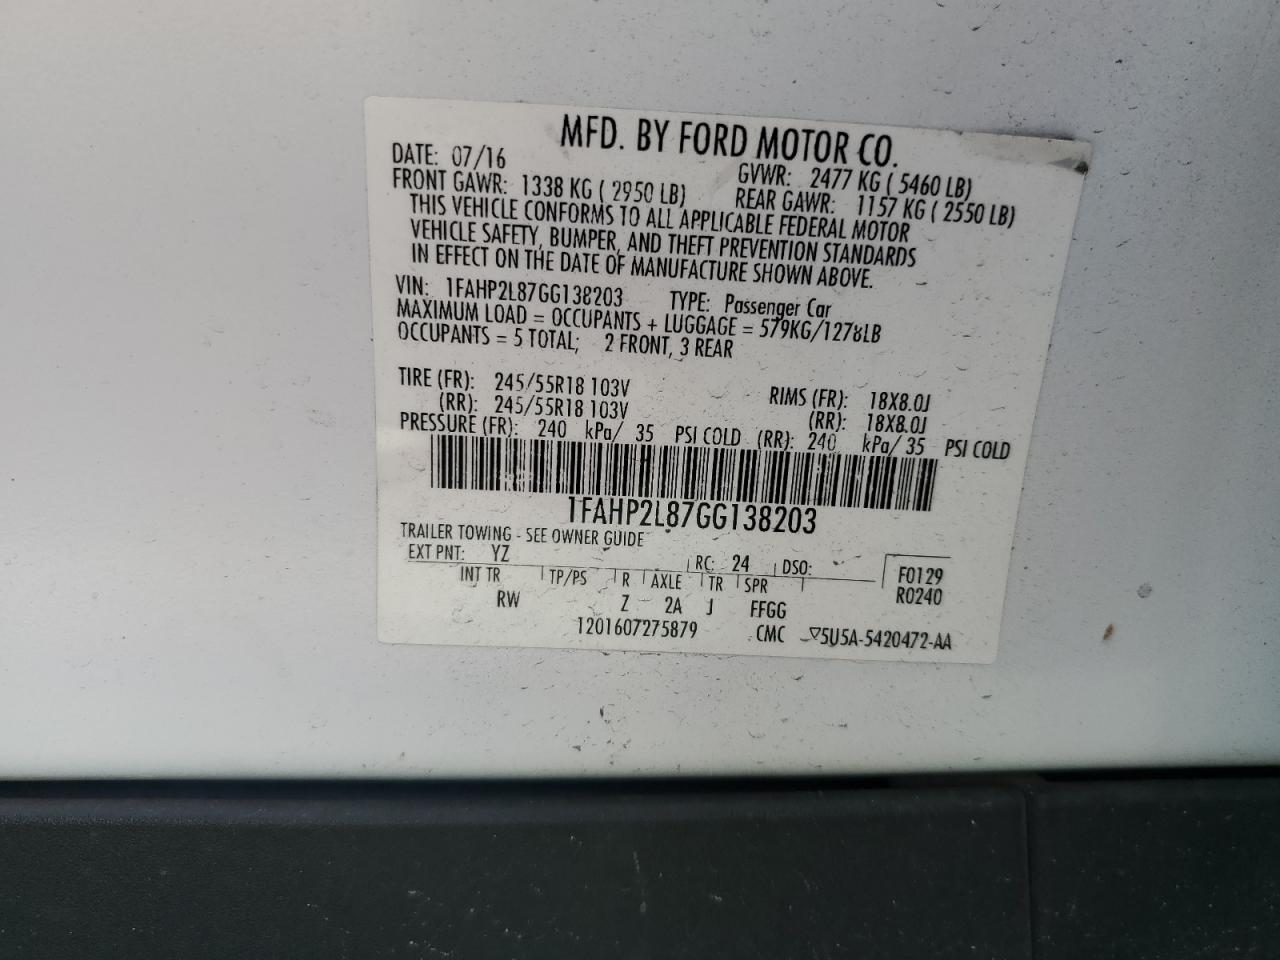 MFD. BY FORD MOTOR CO.
DATE: 07/16 GVWR: 2477 KG ( 5460 LB)
FRONT GAWR: 1338 KG ( 2950 LB) REAR GAWR: 1157 KG ( 2550 LB)
THIS VEHICLE CONFORMS TO ALL APPLICABLE FEDERAL MOTOR
VEHICLE SAFETY, BUMPER, AND THEFT PREVENTION STANDARDS
IN EFFECT ON THE DATE OF MANUFACTURE SHOWN ABOVE.
VIN: 1FAHP2L87GG138203 TYPE: Passenger Car
MAXIMUM LOAD = OCCUPANTS + LUGGAGE = 579KG/1278LB
OCCUPANTS = 5 TOTAL; 2 FRONT, 3 REAR
TIRE (FR): 245/55R18 103V RIMS (FR): 18X8.0J
(RR): 245/55R18 103V (RR): 18X8.0J
PRESSURE (FR): 240 kPa/ 35 PSI COLD (RR): 240 kPa/ 35 PSI COLD
1FAHP2L87GG138203
TRAILER TOWING - SEE OWNER GUIDE
EXT PNT: YZ RC: 24 DSO: F0129
INT TR TP/PS R AXLE TR SPR R0240
RW Z 2A J FFGG
1201607275879 CMC ▽5U5A-5420472-AA